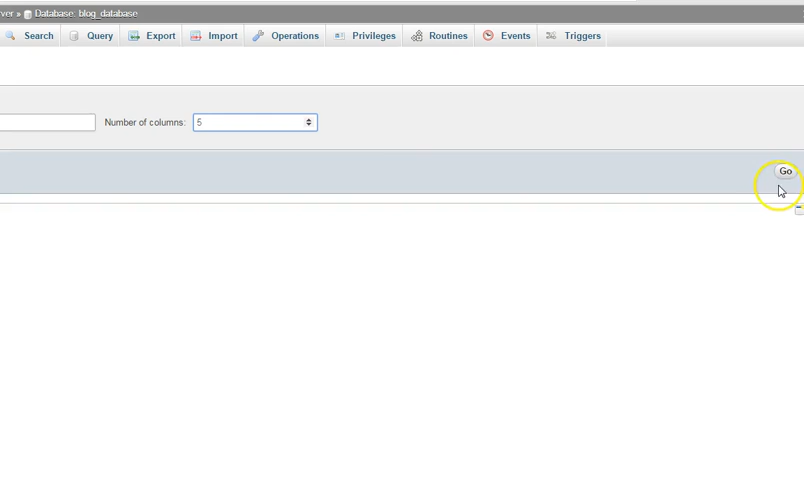 ver » Database: blog_database
Search Query Export Import Operations Privileges Routines Events Triggers
Number of columns: 5
Go